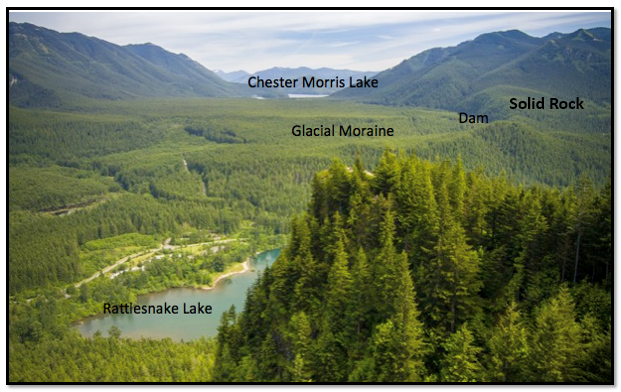 Chester Morris Lake
Solid Rock
Dam
Glacial Moraine
Rattlesnake Lake